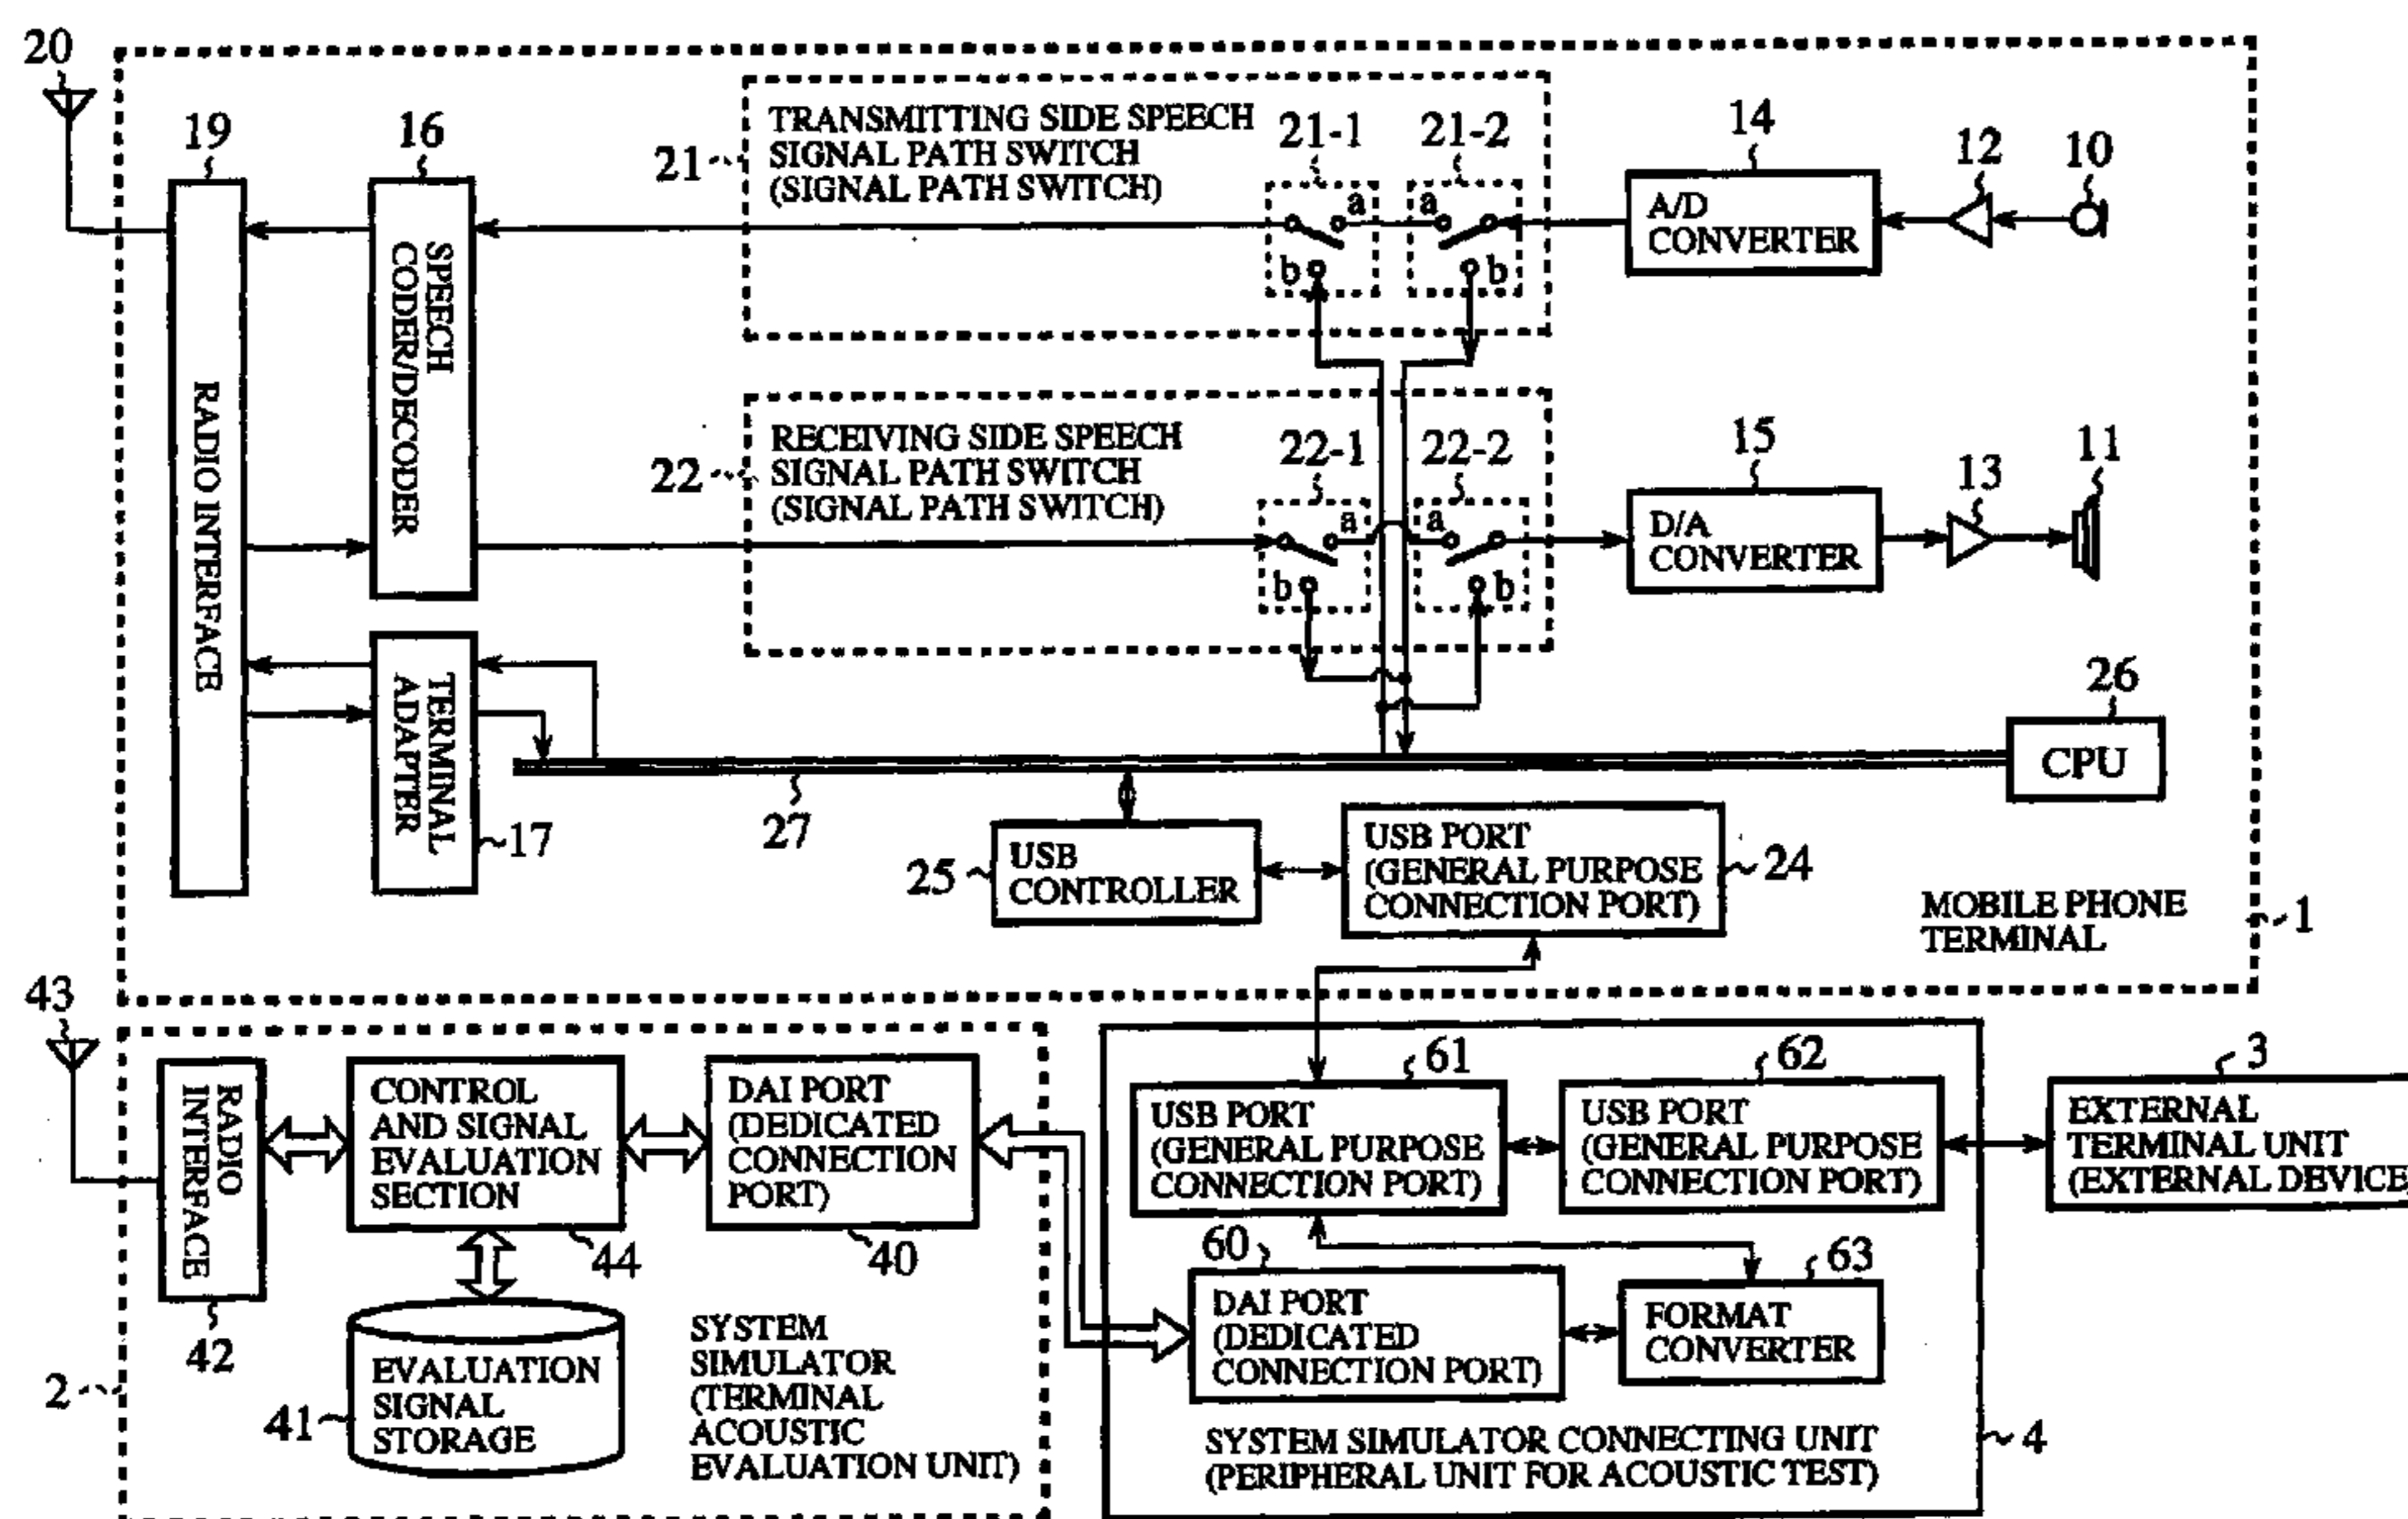 20
19
16
21
TRANSMITTING SIDE SPEECH
SIGNAL PATH SWITCH
(SIGNAL PATH SWITCH)
21-1
21-2
a
a
b
b
14
A/D
CONVERTER
12
10
RADIO INTERFACE
SPEECH
CODER/DECODER
22
RECEIVING SIDE SPEECH
SIGNAL PATH SWITCH
(SIGNAL PATH SWITCH)
22-1
22-2
a
a
b
b
15
D/A
CONVERTER
13
11
TERMINAL
ADAPTER
17
27
26
CPU
25
USB
CONTROLLER
USB PORT
(GENERAL PURPOSE
CONNECTION PORT)
24
MOBILE PHONE
TERMINAL
1
43
RADIO
INTERFACE
42
CONTROL
AND SIGNAL
EVALUATION
SECTION
44
DAI PORT
(DEDICATED
CONNECTION
PORT)
40
2
41
EVALUATION
SIGNAL
STORAGE
SYSTEM
SIMULATOR
(TERMINAL
ACOUSTIC
EVALUATION UNIT)
61
USB PORT
(GENERAL PURPOSE
CONNECTION PORT)
62
USB PORT
(GENERAL PURPOSE
CONNECTION PORT)
3
EXTERNAL
TERMINAL UNIT
(EXTERNAL DEVICE)
60
DAI PORT
(DEDICATED
CONNECTION PORT)
63
FORMAT
CONVERTER
SYSTEM SIMULATOR CONNECTING UNIT
(PERIPHERAL UNIT FOR ACOUSTIC TEST)
4